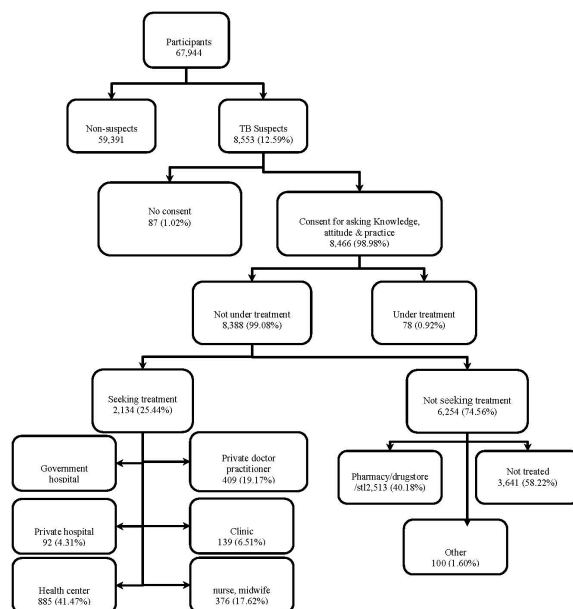 Participants
67,944
Non-suspects
59,391
TB Suspects
8,553 (12.59%)
No consent
87 (1.02%)
Consent for asking Knowledge,
attitude & practice
8,466 (98.98%)
Not under treatment
8,388 (99.08%)
Under treatment
78 (0.92%)
Seeking treatment
2,134 (25.44%)
Not seeking treatment
6,254 (74.56%)
Government
hospital
Private doctor
practitioner
409 (19.17%)
Pharmacy/drugstore
/stl2,513 (40.18%)
Not treated
3,641 (58.22%)
Private hospital
92 (4.31%)
Clinic
139 (6.51%)
Other
100 (1.60%)
Health center
885 (41.47%)
nurse, midwife
376 (17.62%)